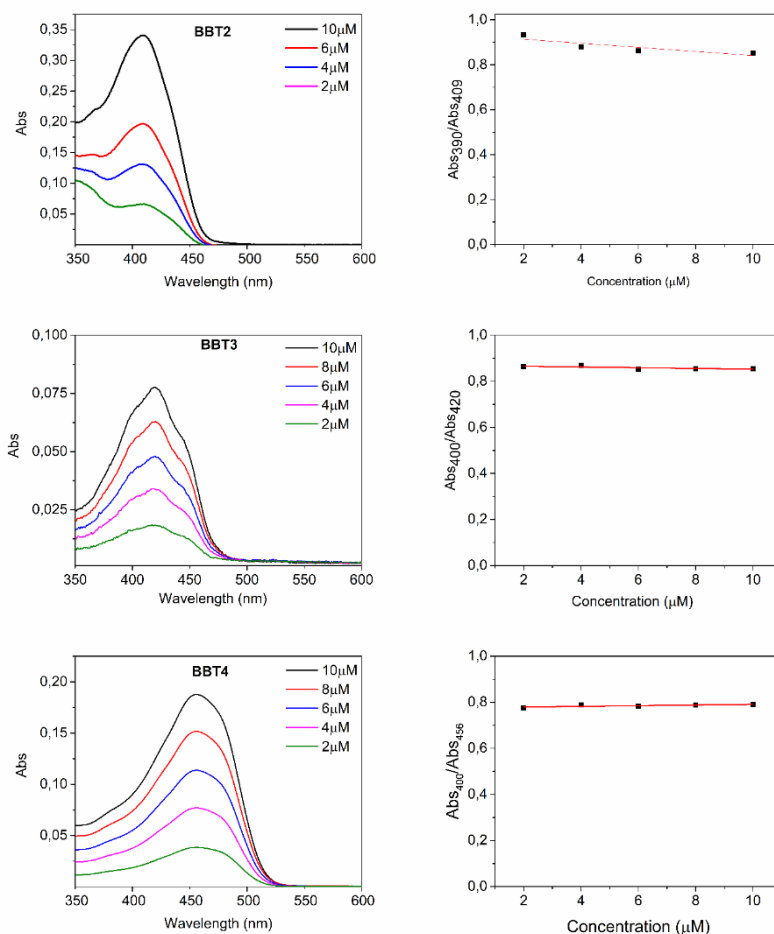 BBT2
10μM
6μM
4μM
2μM
Abs
0,35
0,30
0,25
0,20
0,15
0,10
0,05
350 400 450 500 550 600
Wavelength (nm)
Abs390/Abs409
1,0
0,8
0,6
0,4
0,2
0,0
2 4 6 8 10
Concentration (μM)
BBT3
10μM
8μM
6μM
4μM
2μM
Abs
0,100
0,075
0,050
0,025
350 400 450 500 550 600
Wavelength (nm)
Abs400/Abs420
1,0
0,8
0,6
0,4
0,2
0,0
2 4 6 8 10
Concentration (μM)
BBT4
10μM
8μM
6μM
4μM
2μM
Abs
0,20
0,15
0,10
0,05
350 400 450 500 550 600
Wavelength (nm)
Abs400/Abs456
1,0
0,8
0,6
0,4
0,2
0,0
2 4 6 8 10
Concentration (μM)